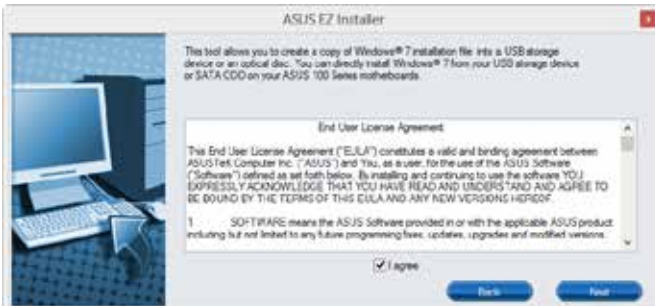 ASUS EZ Installer
This tool allows you to create a copy of Windows® 7 installation file into a USB storage
device or an optical disc. You can directly install Windows® 7 from your USB storage device
or SATA ODD on your ASUS 100 Series motherboards.
End User License Agreement
This End User License Agreement ("EULA") constitutes a valid and binding agreement between
ASUSTeK Computer Inc. ("ASUS") and You, as a user, for the use of the ASUS Software
("Software") defined as set forth below. By installing and continuing to use the software YOU
EXPRESSLY ACKNOWLEDGE THAT YOU HAVE READ AND UNDERSTAND AND AGREE TO
BE BOUND BY THE TERMS OF THIS EULA AND ANY NEW VERSIONS HEREOF.
1 SOFTWARE means the ASUS Software provided in or with the applicable ASUS product
including but not limited to any future programming fixes, updates, upgrades and modified versions.
I agree
Back Next